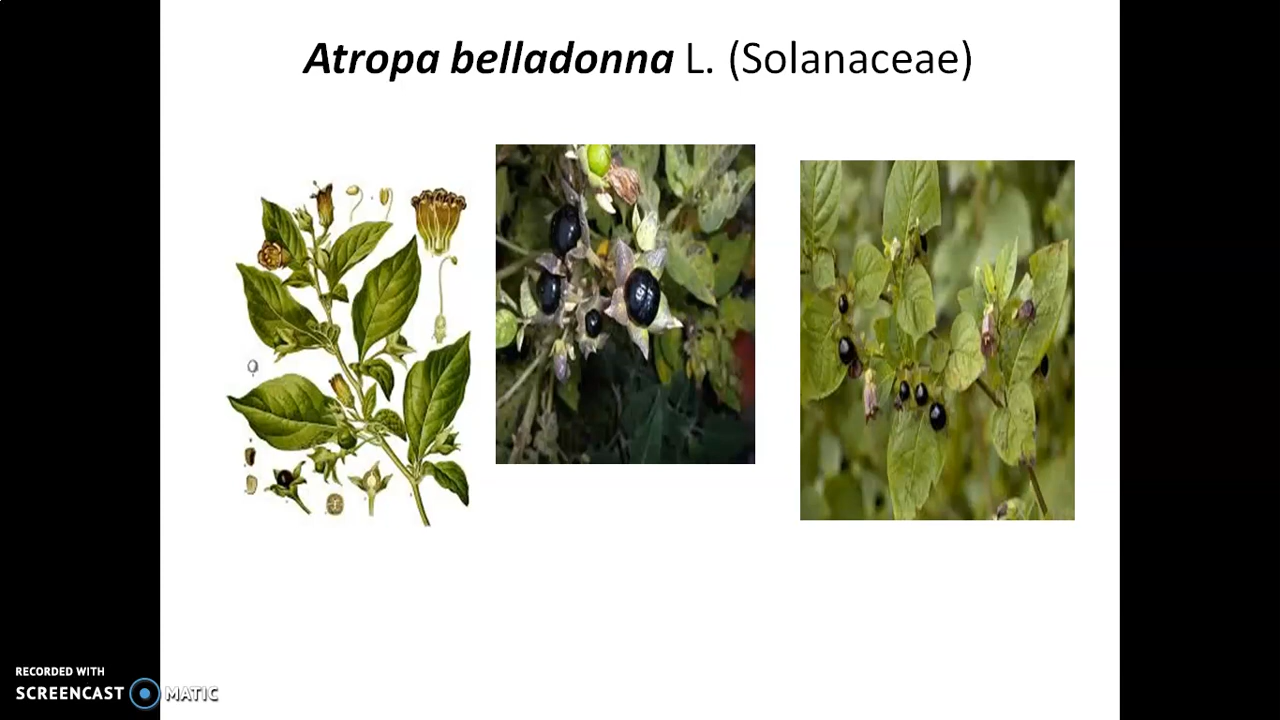 Atropa belladonna L. (Solanaceae)
RECORDED WITH
SCREENCAST MATIC